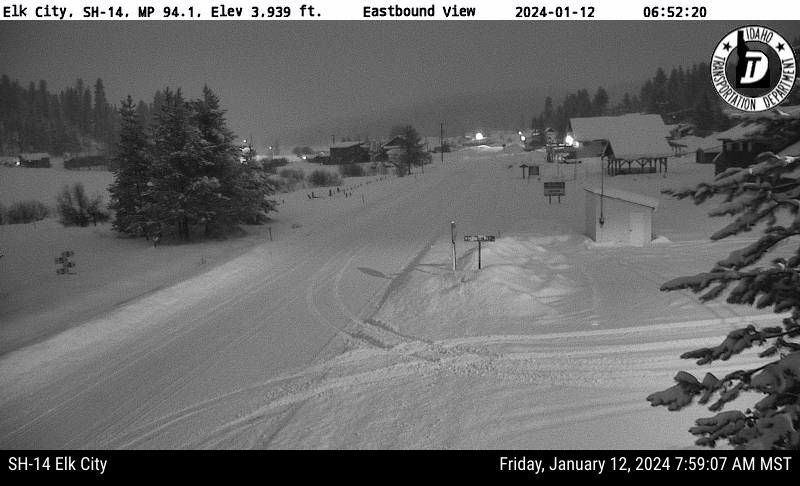 Elk City, SH-14, MP 94.1, Elev 3,939 ft. Eastbound View 2024-01-12 06:52:20
IDAHO
TRANSPORTATION DEPARTMENT
SH-14 Elk City Friday, January 12, 2024 7:59:07 AM MST